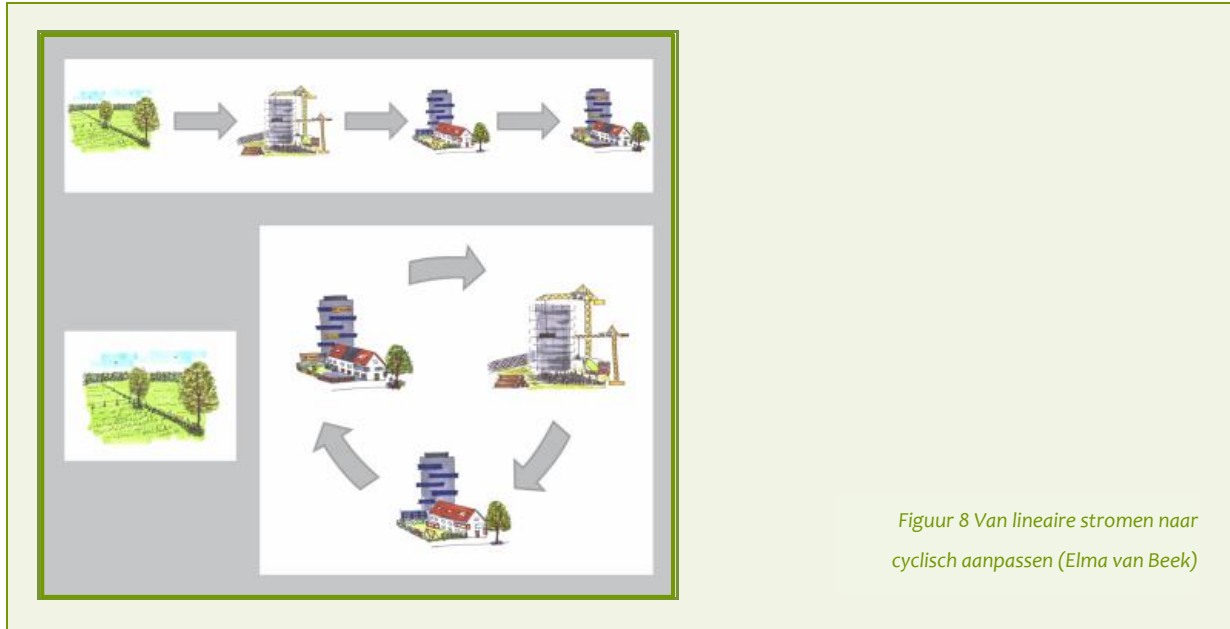 Figuur 8 Van lineaire stromen naar
cyclisch aanpassen (Elma van Beek)